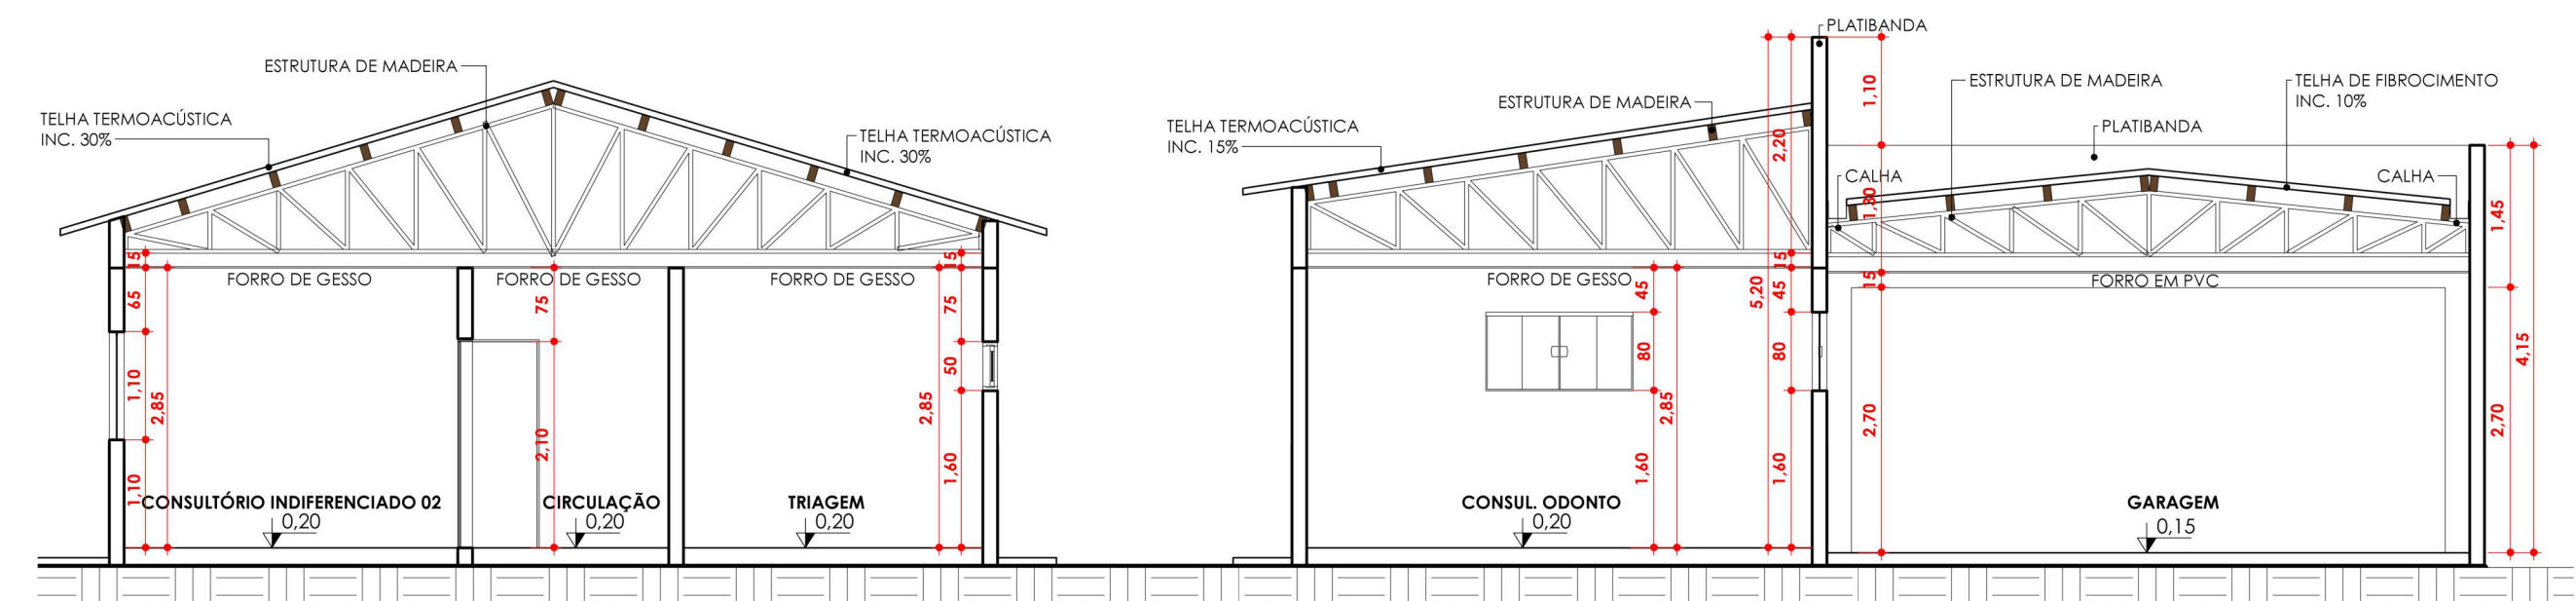 ESTRUTURA DE MADEIRA
TELHA TERMOACÚSTICA
INC. 30%
TELHA TERMOACÚSTICA
INC. 30%
15
15
FORRO DE GESSO
FORRO DE GESSO
FORRO DE GESSO
65
75
75
1,10
2,85
50
2,85
2,10
1,10
1,60
CONSULTÓRIO INDIFERENCIADO 02
0,20
CIRCULAÇÃO
0,20
TRIAGEM
0,20
PLATIBANDA
ESTRUTURA DE MADEIRA
TELHA TERMOACÚSTICA
INC. 15%
1,10
ESTRUTURA DE MADEIRA
TELHA DE FIBROCIMENTO
INC. 10%
PLATIBANDA
2,20
CALHA
CALHA
1,30
1,45
15
FORRO DE GESSO
45
5,20
45
15
FORRO EM PVC
80
80
4,15
2,85
2,70
2,70
1,60
1,60
CONSUL. ODONTO
0,20
GARAGEM
0,15